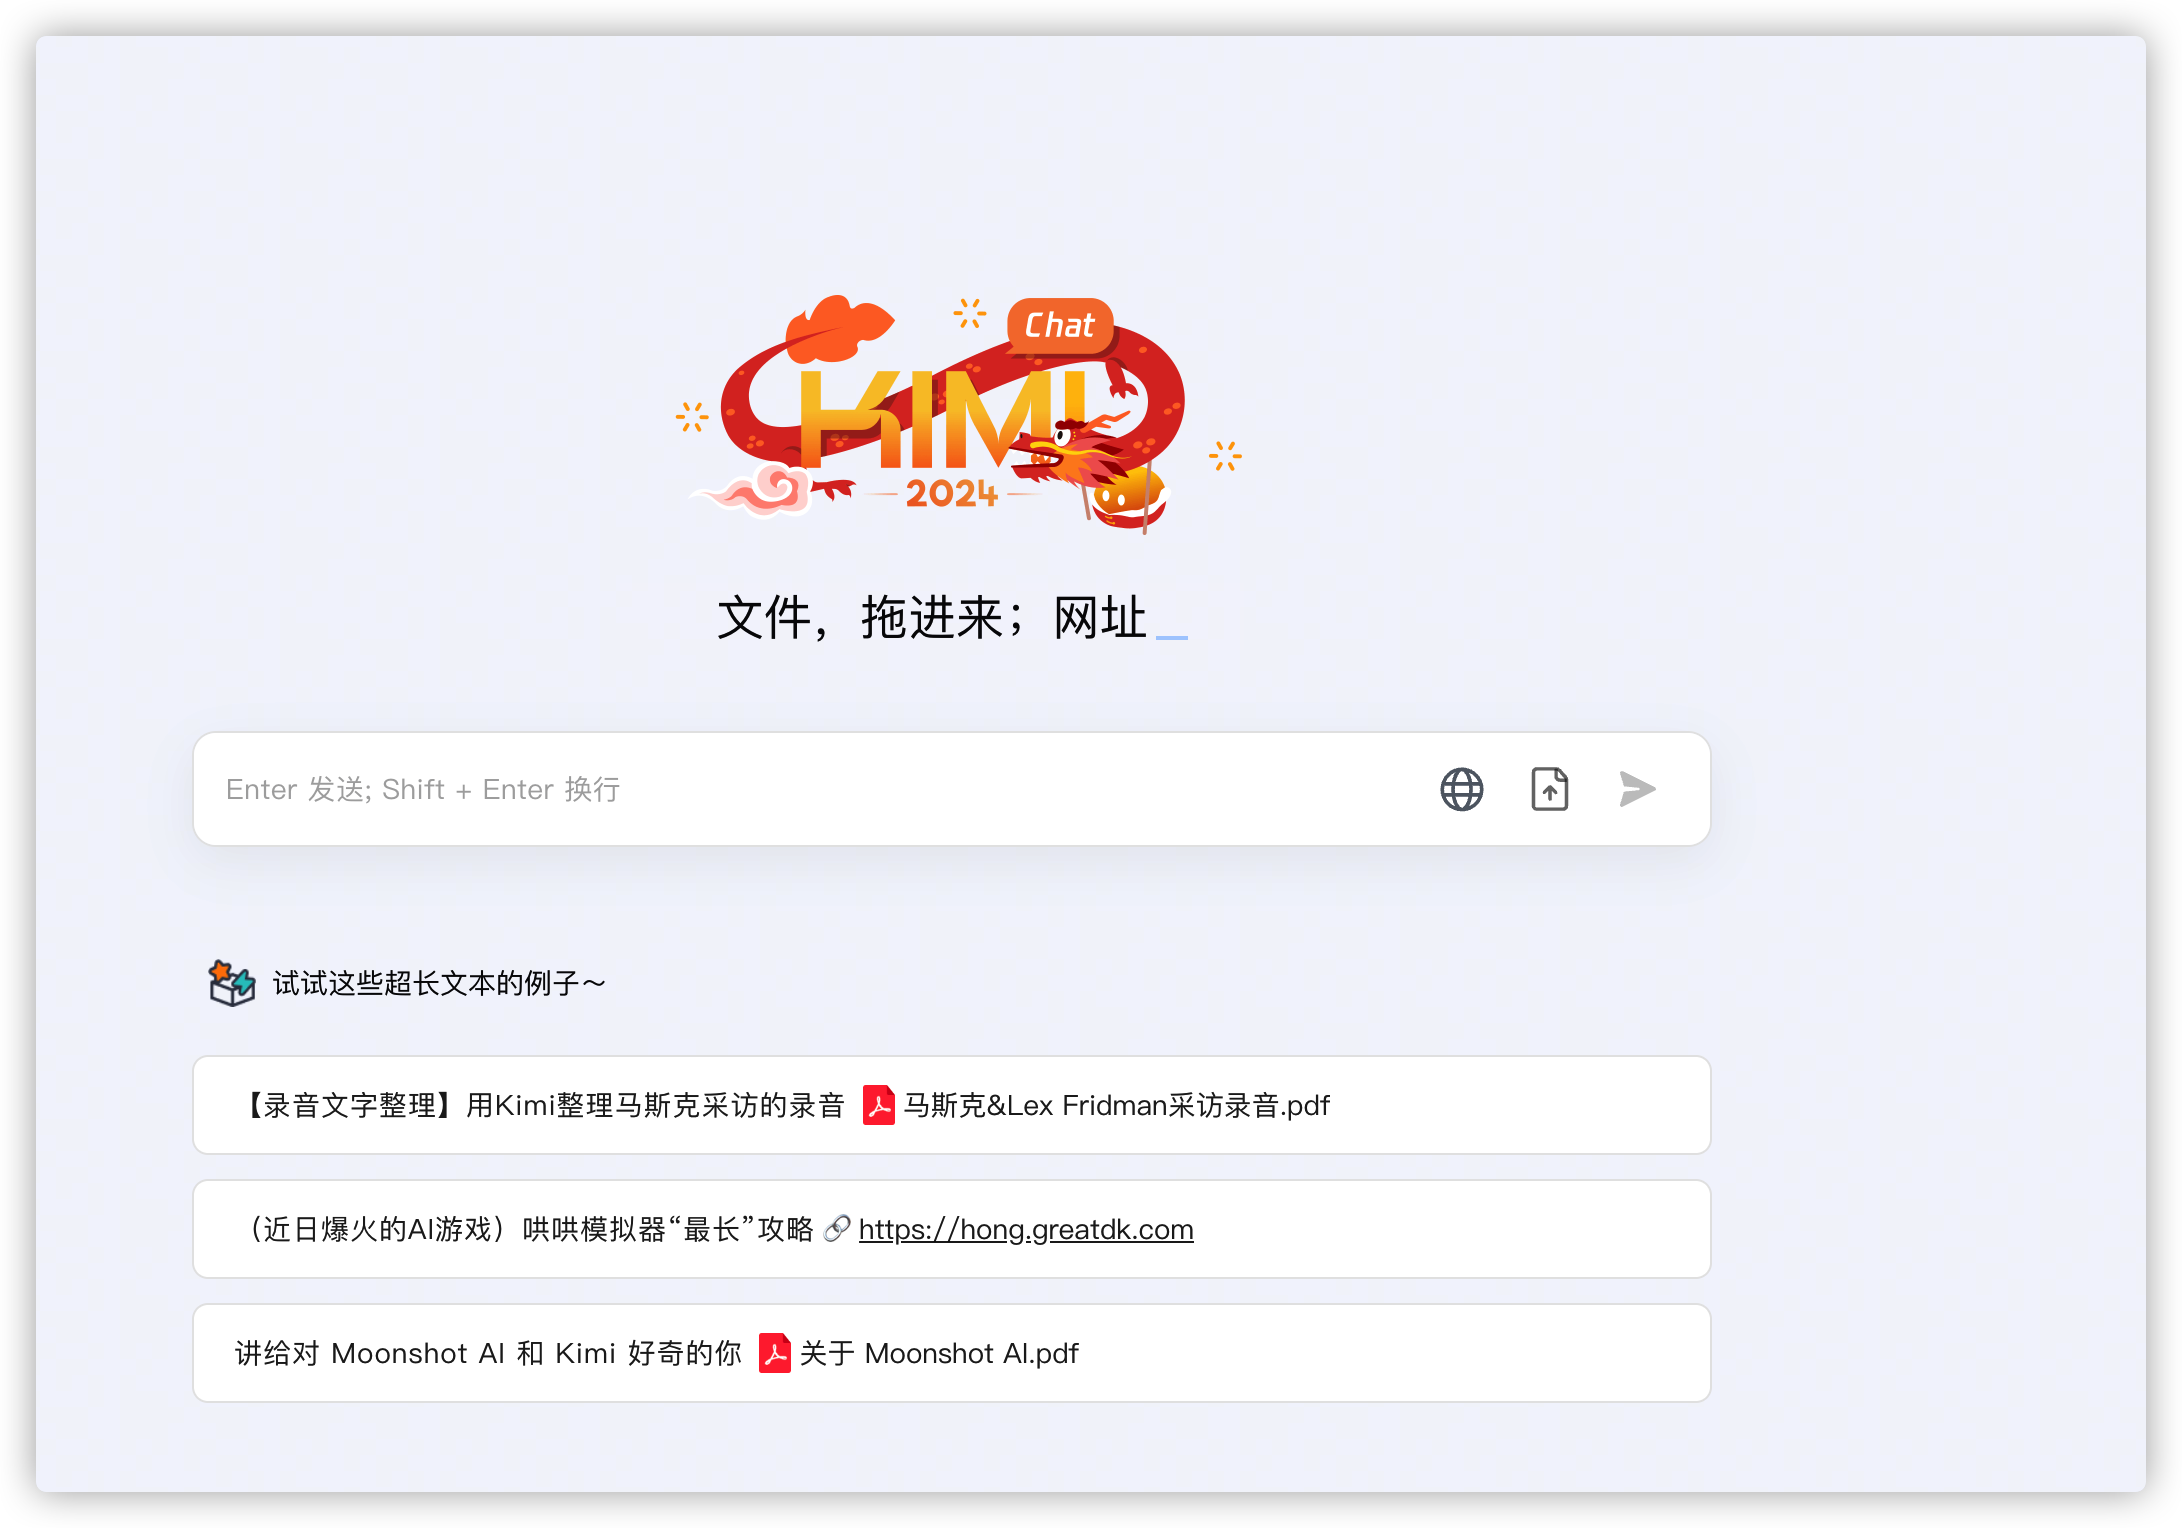 Chat
KIMI
2024
文件，拖进来；网址
Enter 发送; Shift + Enter 换行
试试这些超长文本的例子～
【录音文字整理】用Kimi整理马斯克采访的录音 马斯克&Lex Fridman采访录音.pdf
（近日爆火的AI游戏）哄哄模拟器“最长”攻略 https://hong.greatdk.com
讲给对 Moonshot AI 和 Kimi 好奇的你 关于 Moonshot AI.pdf